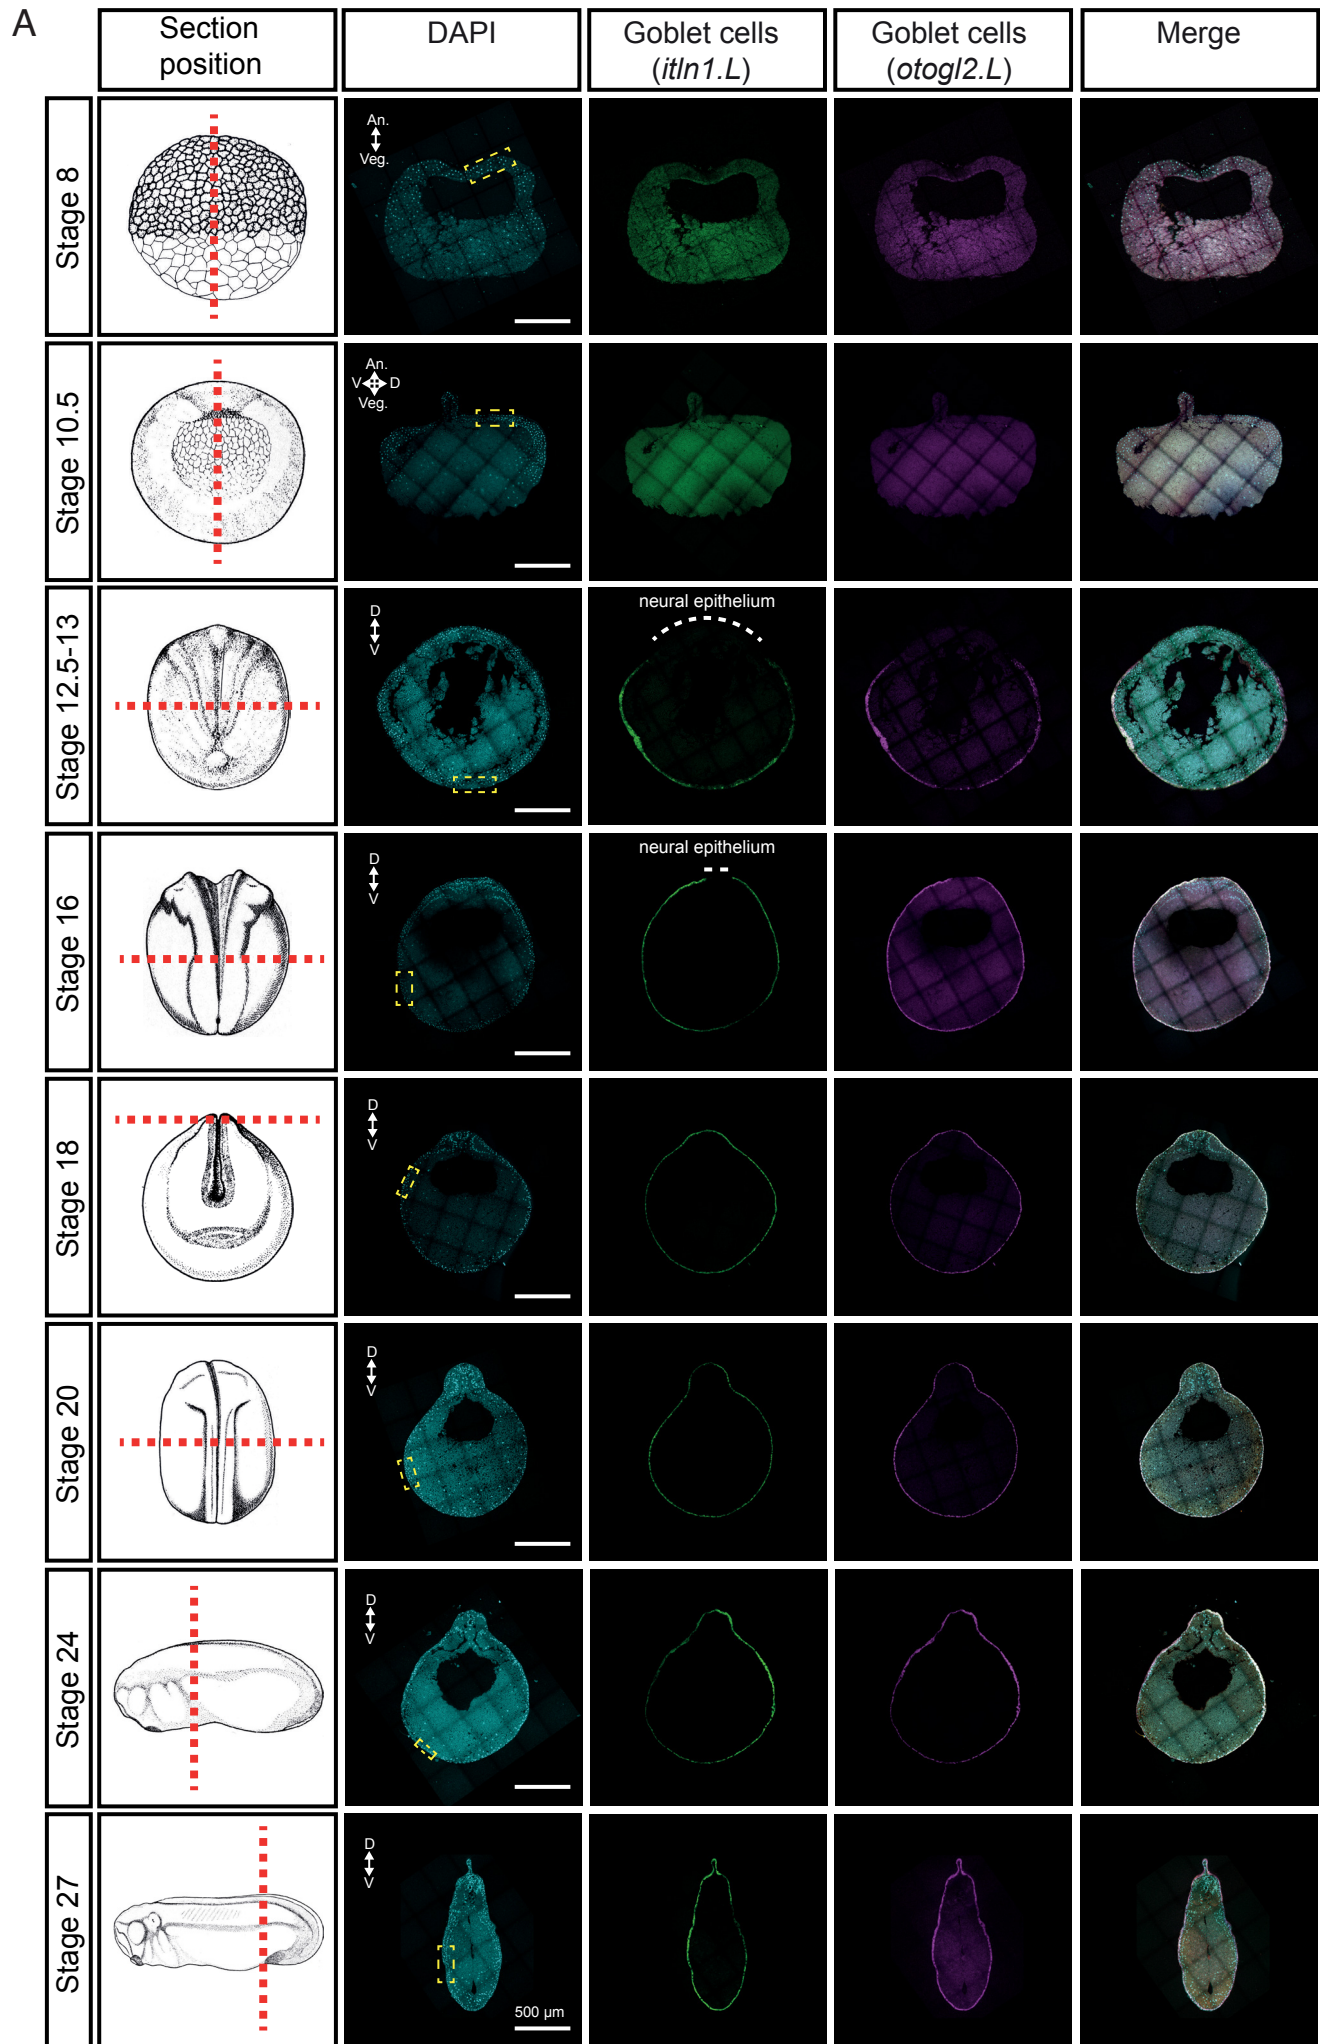 A
Section
position
DAPI
Goblet cells
(itln1.L)
Goblet cells
(otogl2.L)
Merge
Stage 8
An.
Veg.
Stage 10.5
An.
V D
Veg.
Stage 12.5-13
D
V
neural epithelium
Stage 16
D
V
neural epithelium
Stage 18
D
V
Stage 20
D
V
Stage 24
D
V
Stage 27
D
V
500 µm